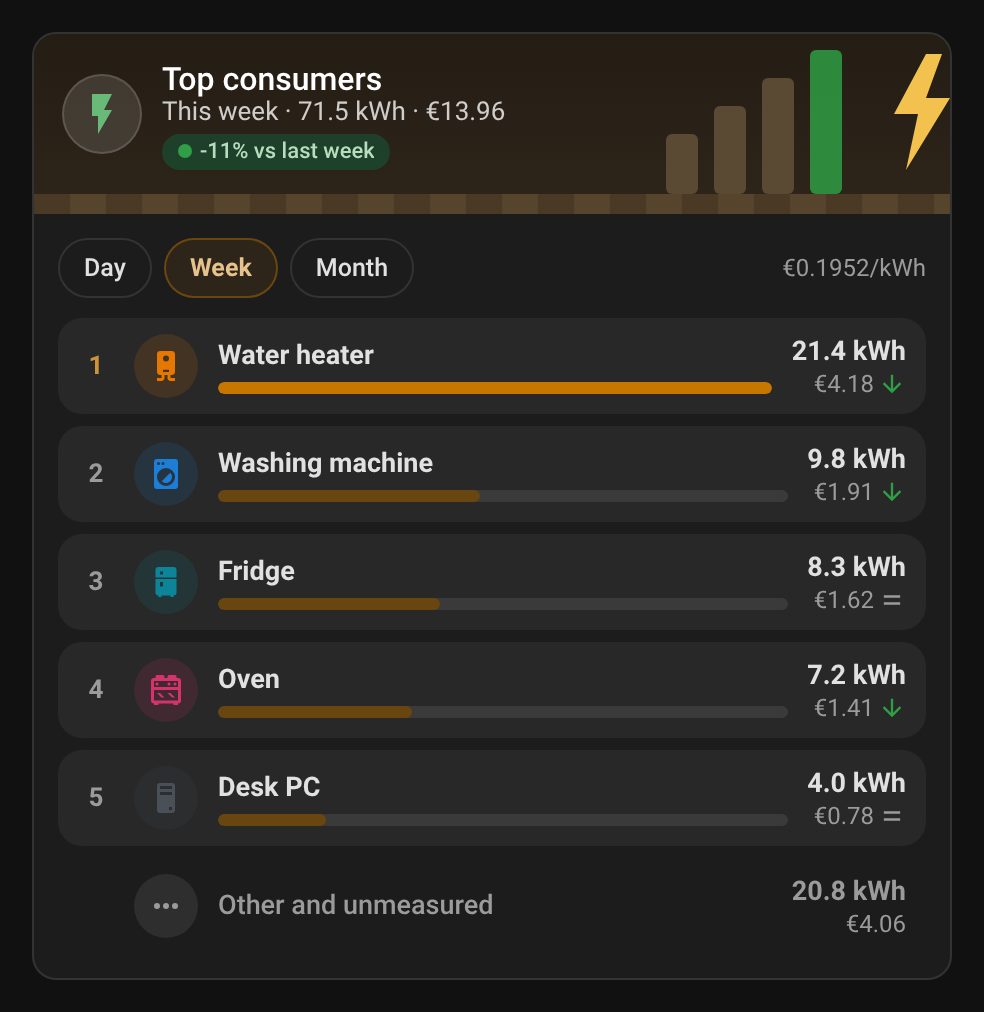 Top consumers
This week · 71.5 kWh · €13.96
-11% vs last week
Day
Week
Month
€0.1952/kWh
1
Water heater
21.4 kWh
€4.18
2
Washing machine
9.8 kWh
€1.91
3
Fridge
8.3 kWh
€1.62
4
Oven
7.2 kWh
€1.41
5
Desk PC
4.0 kWh
€0.78
Other and unmeasured
20.8 kWh
€4.06